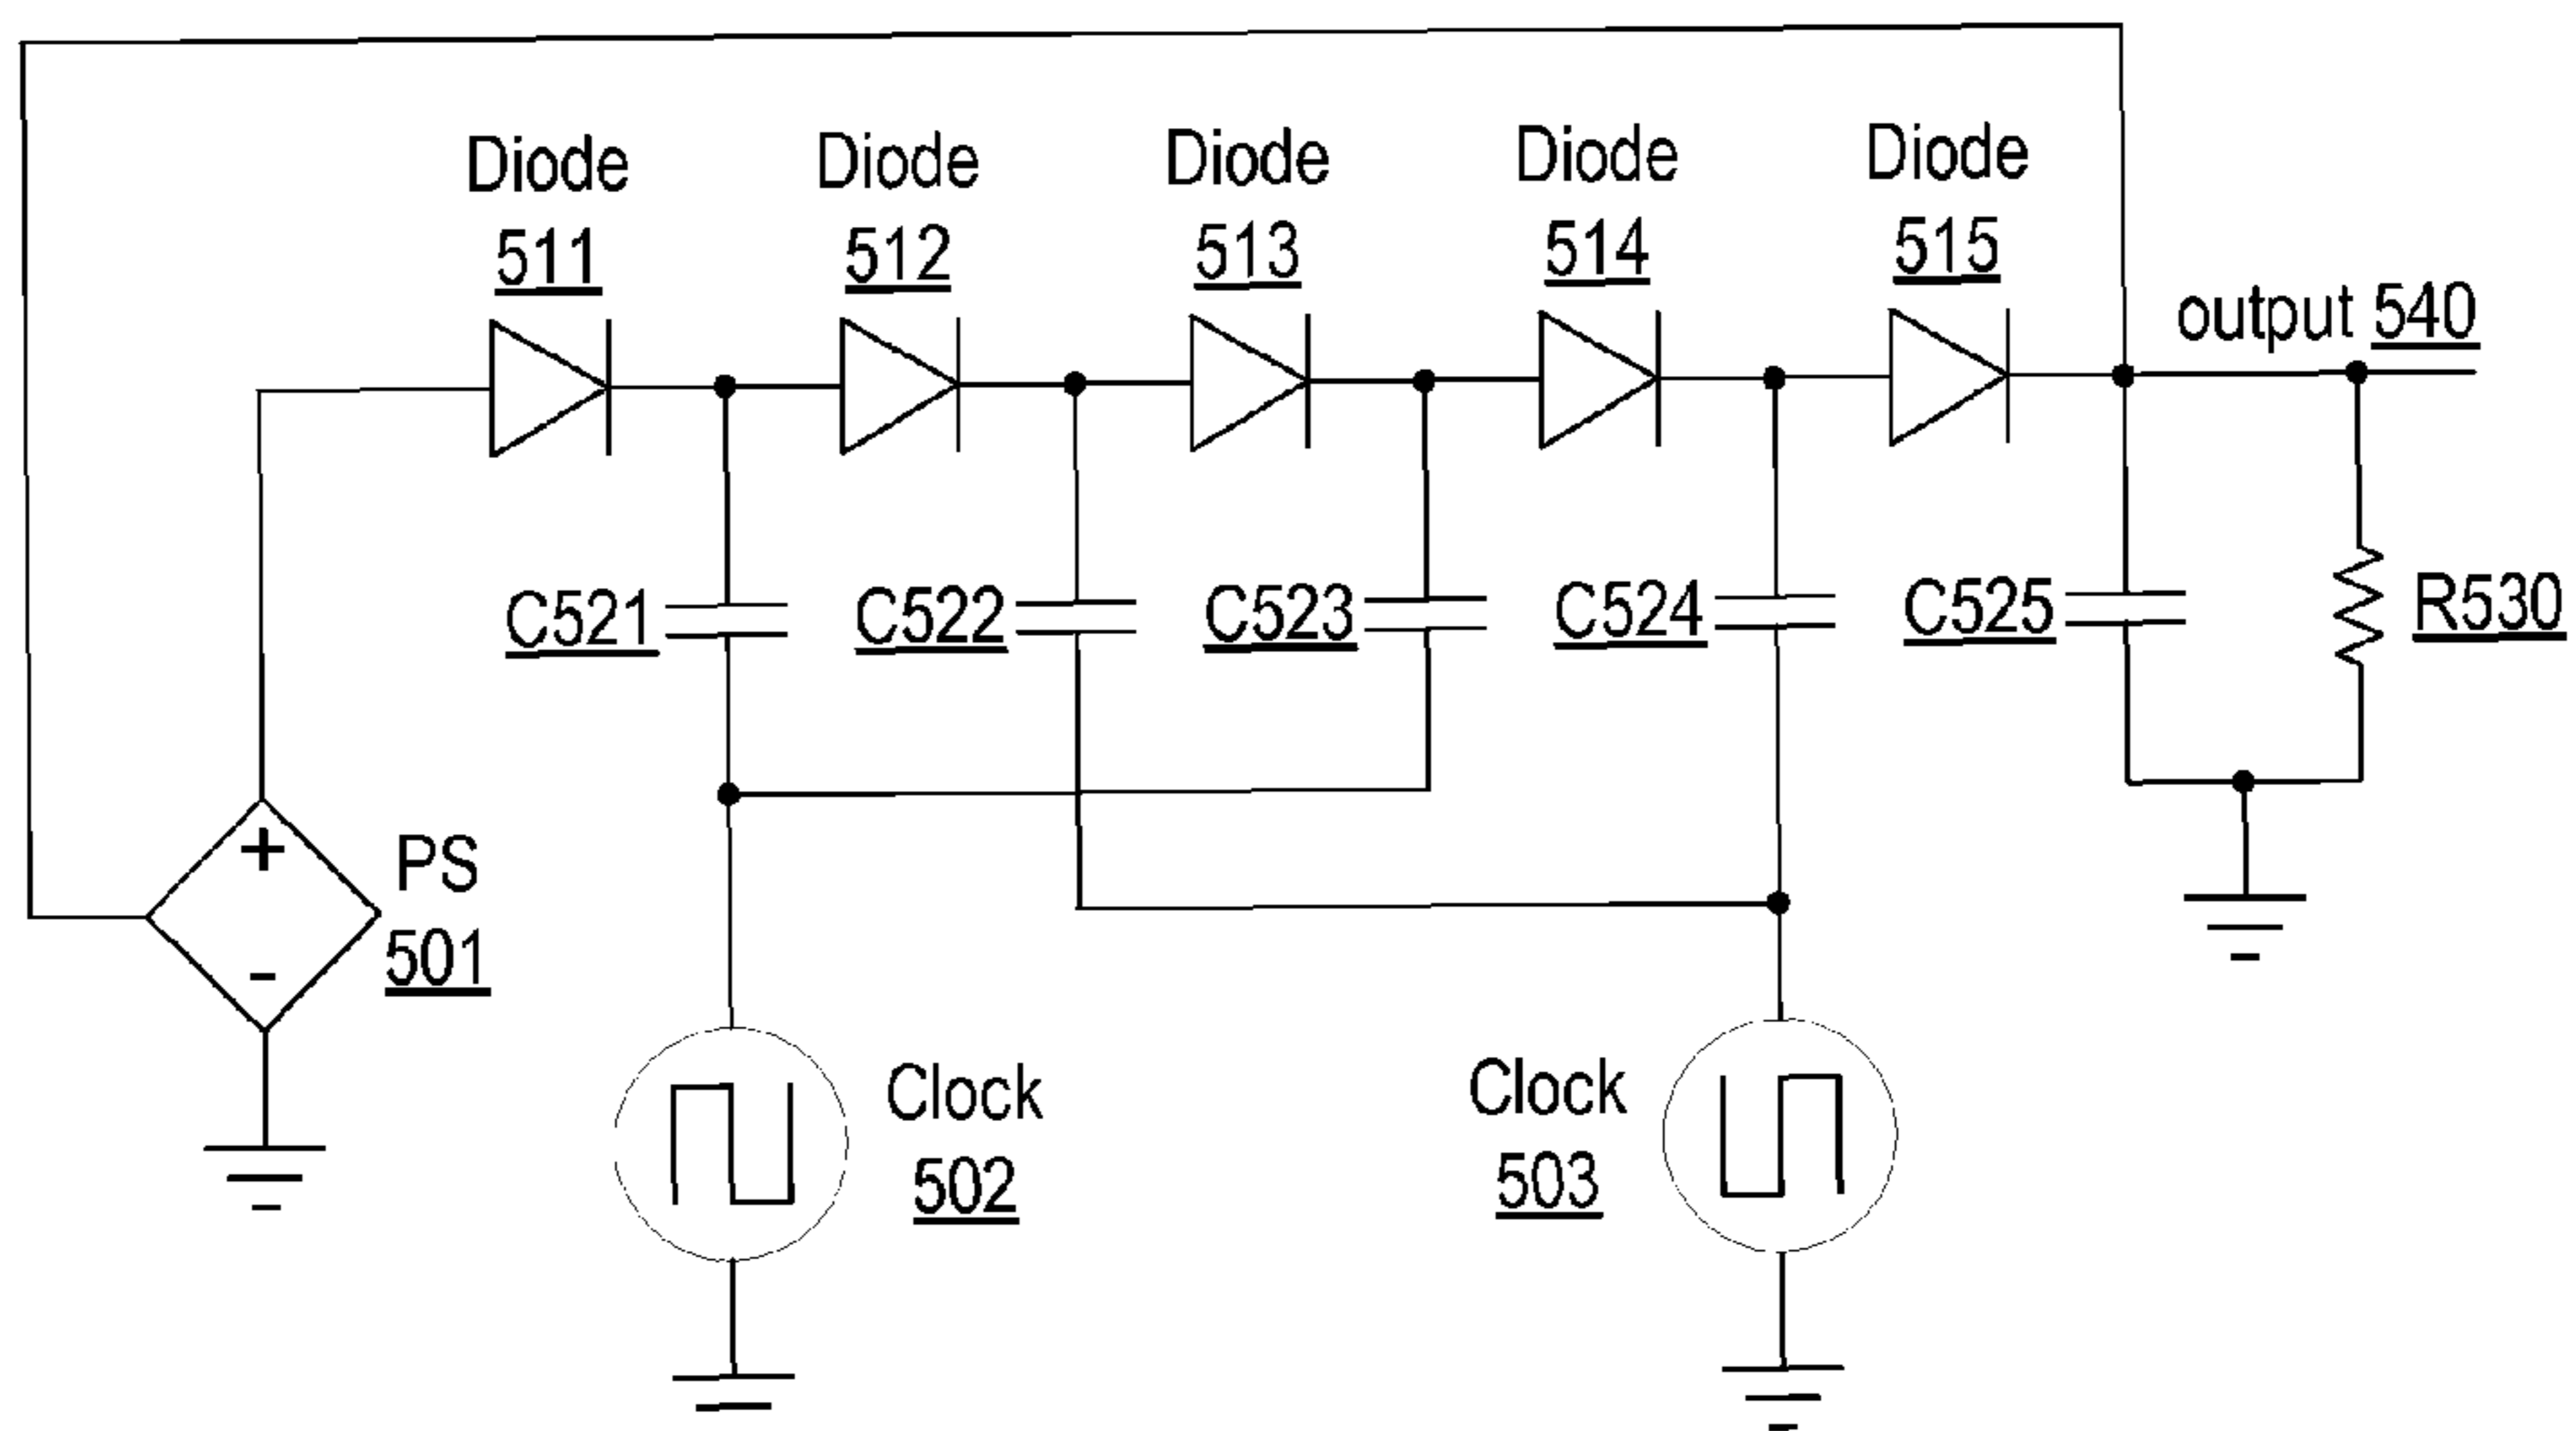 Diode
511
Diode
512
Diode
513
Diode
514
Diode
515
output 540
C521
C522
C523
C524
C525
R530
+
-
PS
501
Clock
502
Clock
503